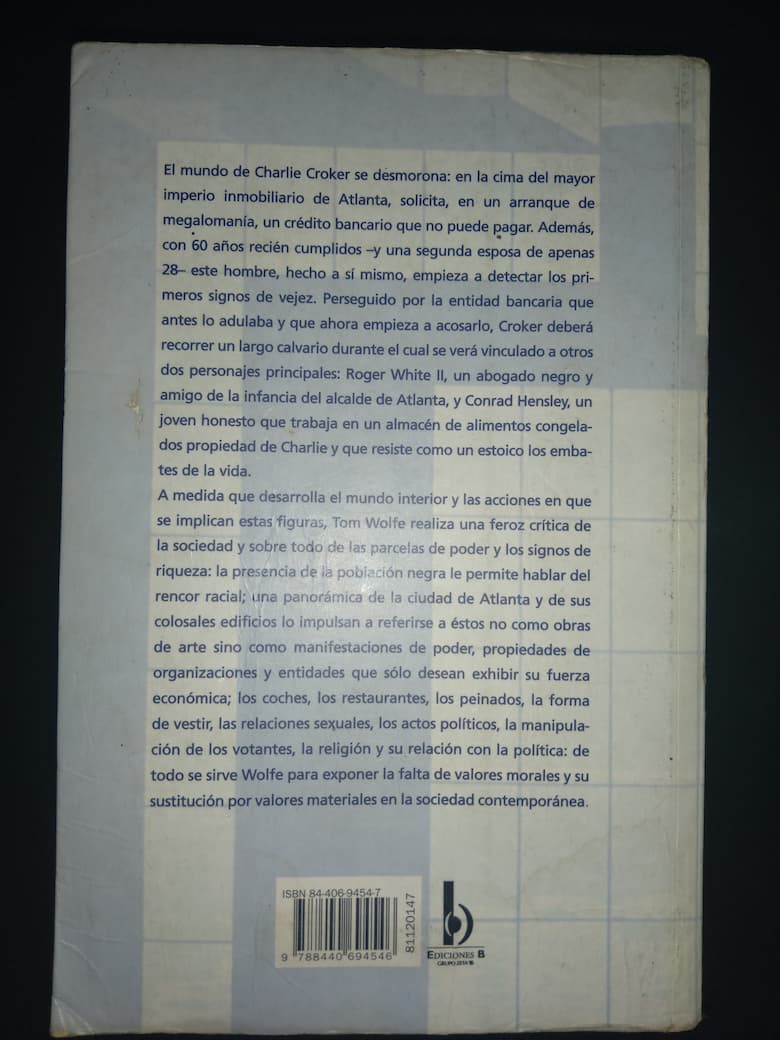 El mundo de Charlie Croker se desmorona: en la cima del mayor
imperio inmobiliario de Atlanta, solicita, en un arranque de
megalomanía, un crédito bancario que no puede pagar. Además,
con 60 años recién cumplidos –y una segunda esposa de apenas
28– este hombre, hecho a sí mismo, empieza a detectar los pri-
meros signos de vejez. Perseguido por la entidad bancaria que
antes lo adulaba y que ahora empieza a acosarlo, Croker deberá
recorrer un largo calvario durante el cual se verá vinculado a otros
dos personajes principales: Roger White II, un abogado negro y
amigo de la infancia del alcalde de Atlanta, y Conrad Hensley, un
joven honesto que trabaja en un almacén de alimentos congela-
dos propiedad de Charlie y que resiste como un estoico los emba-
tes de la vida.
A medida que desarrolla el mundo interior y las acciones en que
se implican estas figuras, Tom Wolfe realiza una feroz crítica de
la sociedad y sobre todo de las parcelas de poder y los signos de
riqueza: la presencia de la población negra le permite hablar del
rencor racial; una panorámica de la ciudad de Atlanta y de sus
colosales edificios lo impulsan a referirse a éstos no como obras
de arte sino como manifestaciones de poder, propiedades de
organizaciones y entidades que sólo desean exhibir su fuerza
económica; los coches, los restaurantes, los peinados, la forma
de vestir, las relaciones sexuales, los actos políticos, la manipula-
ción de los votantes, la religión y su relación con la política: de
todo se sirve Wolfe para exponer la falta de valores morales y su
sustitución por valores materiales en la sociedad contemporánea.
ISBN 84-406-9454-7
9 788440 694546
81120147
b
EDICIONES B
GRUPO ZETA